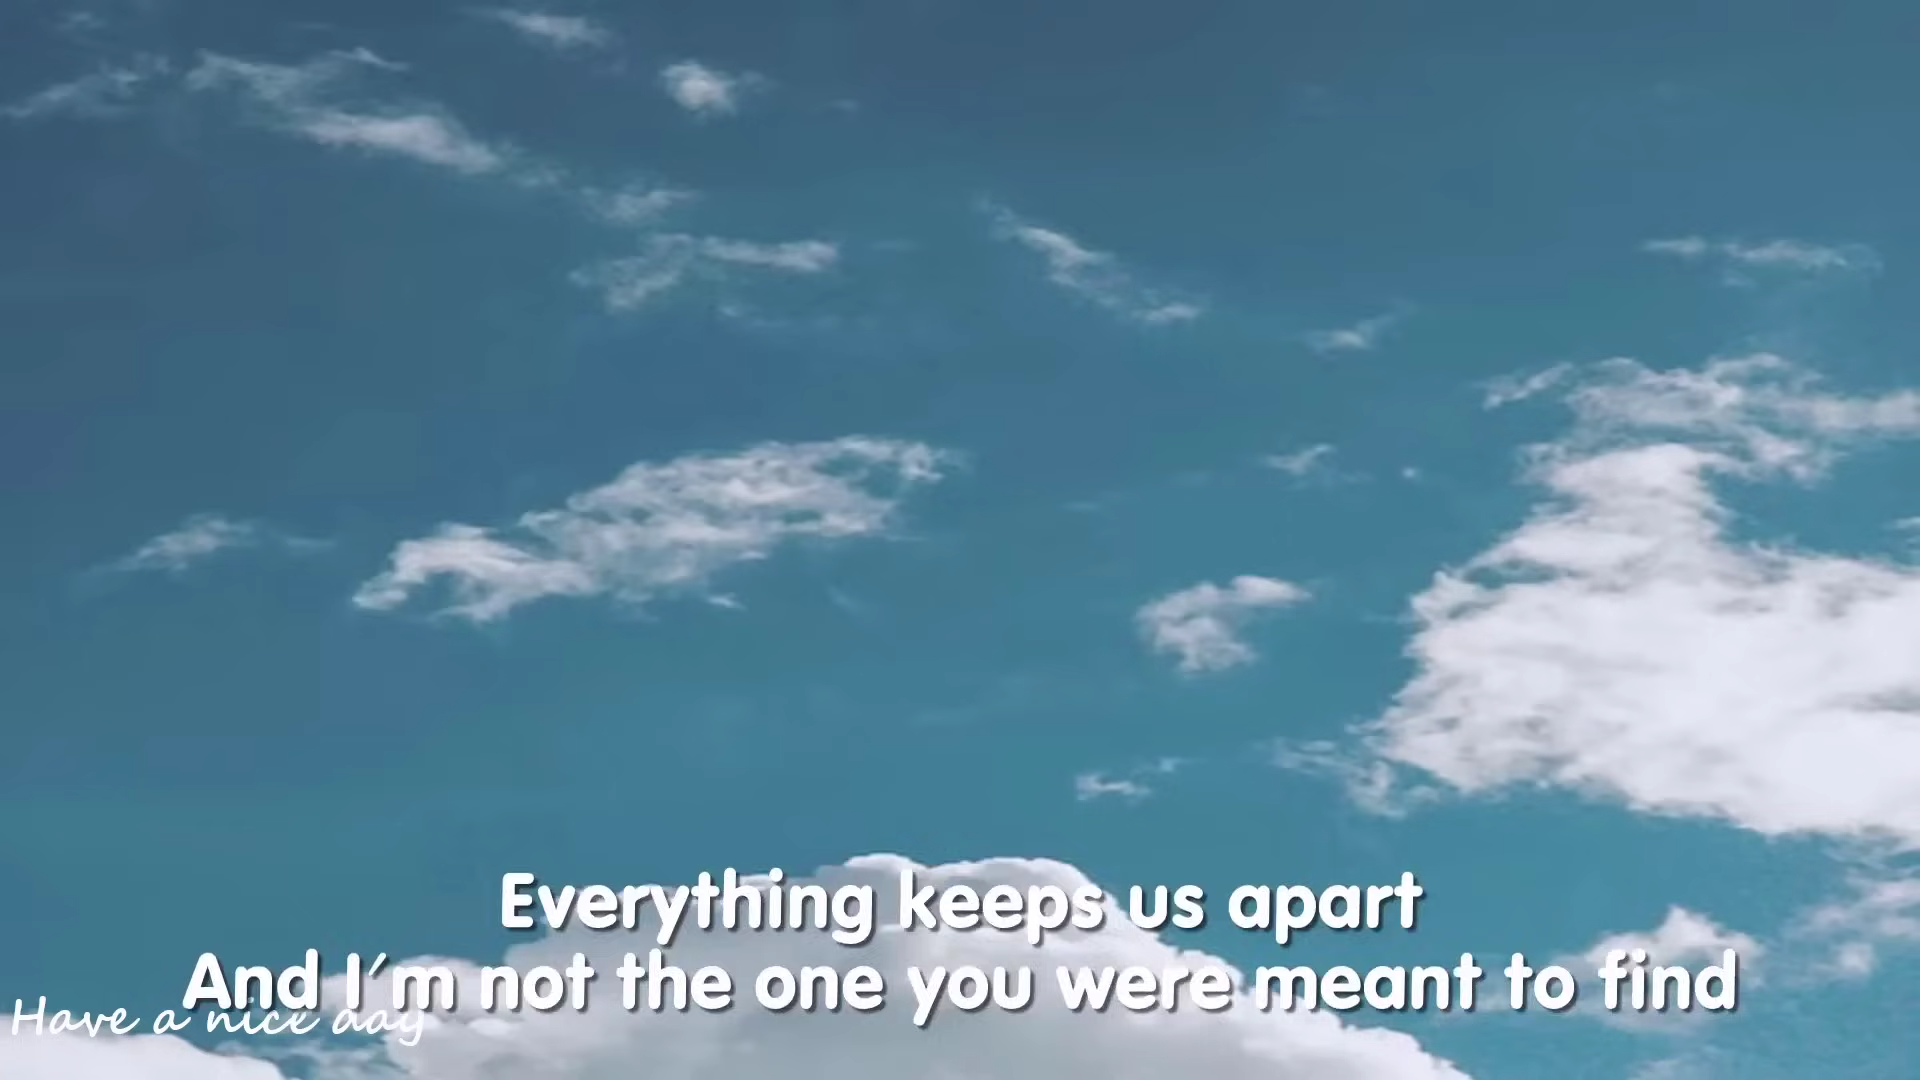 Everything keeps us apart
And I'm not the one you were meant to find
Have a nice day